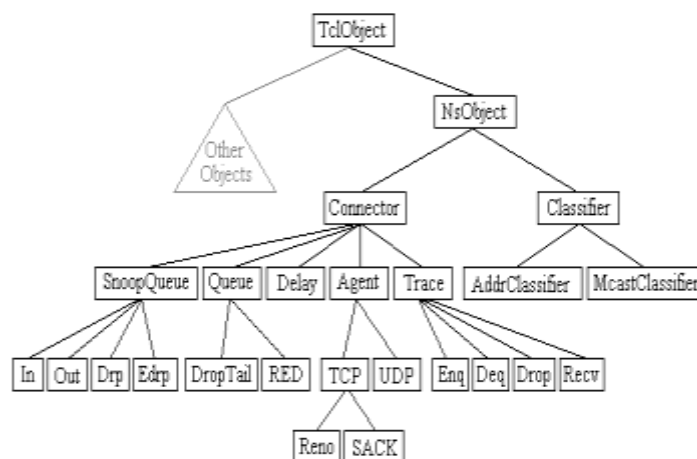 TclObject
NsObject
Other
Objects
Connector
Classifier
SnoopQueue Queue Delay Agent Trace AddrClassifier McastClassifier
In Out Drp Edrp DropTail RED TCP UDP Enq Deq Drop Recv
Reno SACK